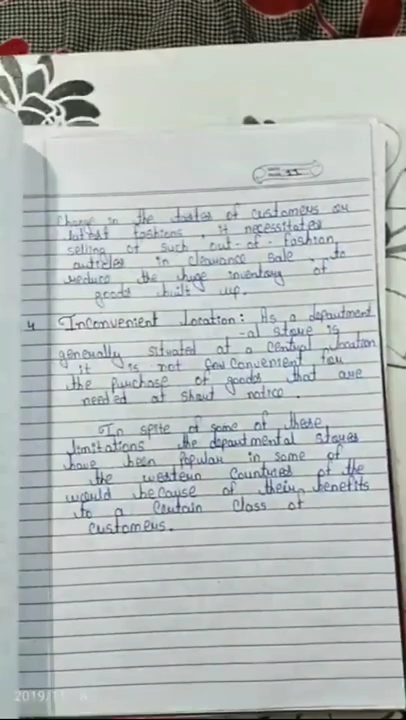 11
Change in the tastes of customers or
latest fashions, it necessitates
selling of such out-of-fashion
articles in clearance sale, to
reduce the huge inventory of
goods built up.
4 Inconvenient location: As a department
-al store is
generally situated at a central location
it is not convenient for
the purchase of goods that are
needed at short notice.
In spite of some of these
limitations the departmental stores
have been popular in some of
the western countries of the
would because of their benefits
to a certain class of
customers.